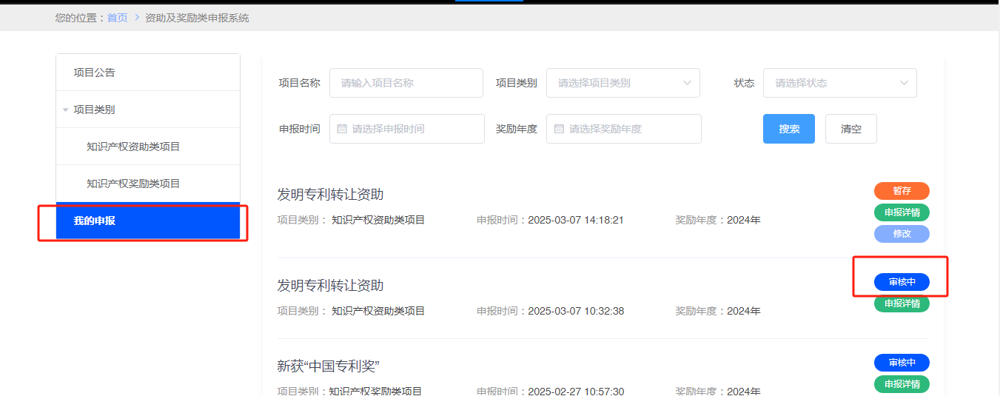 您的位置：首页 > 资助及奖励类申报系统
项目公告
项目类别
知识产权资助类项目
知识产权奖励类项目
我的申报
项目名称 请输入项目名称 项目类别 请选择项目类别 状态 请选择状态
申报时间 请选择申报时间 奖励年度 请选择奖励年度 搜索 清空
发明专利转让资助 暂存
项目类别： 知识产权资助类项目 申报时间：2025-03-07 14:18:21 奖励年度：2024年 申报详情
修改
发明专利转让资助 审核中
项目类别： 知识产权资助类项目 申报时间：2025-03-07 10:32:38 奖励年度：2024年 申报详情
新获“中国专利奖” 审核中
项目类别：知识产权奖励类项目 申报时间：2025-02-27 10:57:30 奖励年度：2024年 申报详情